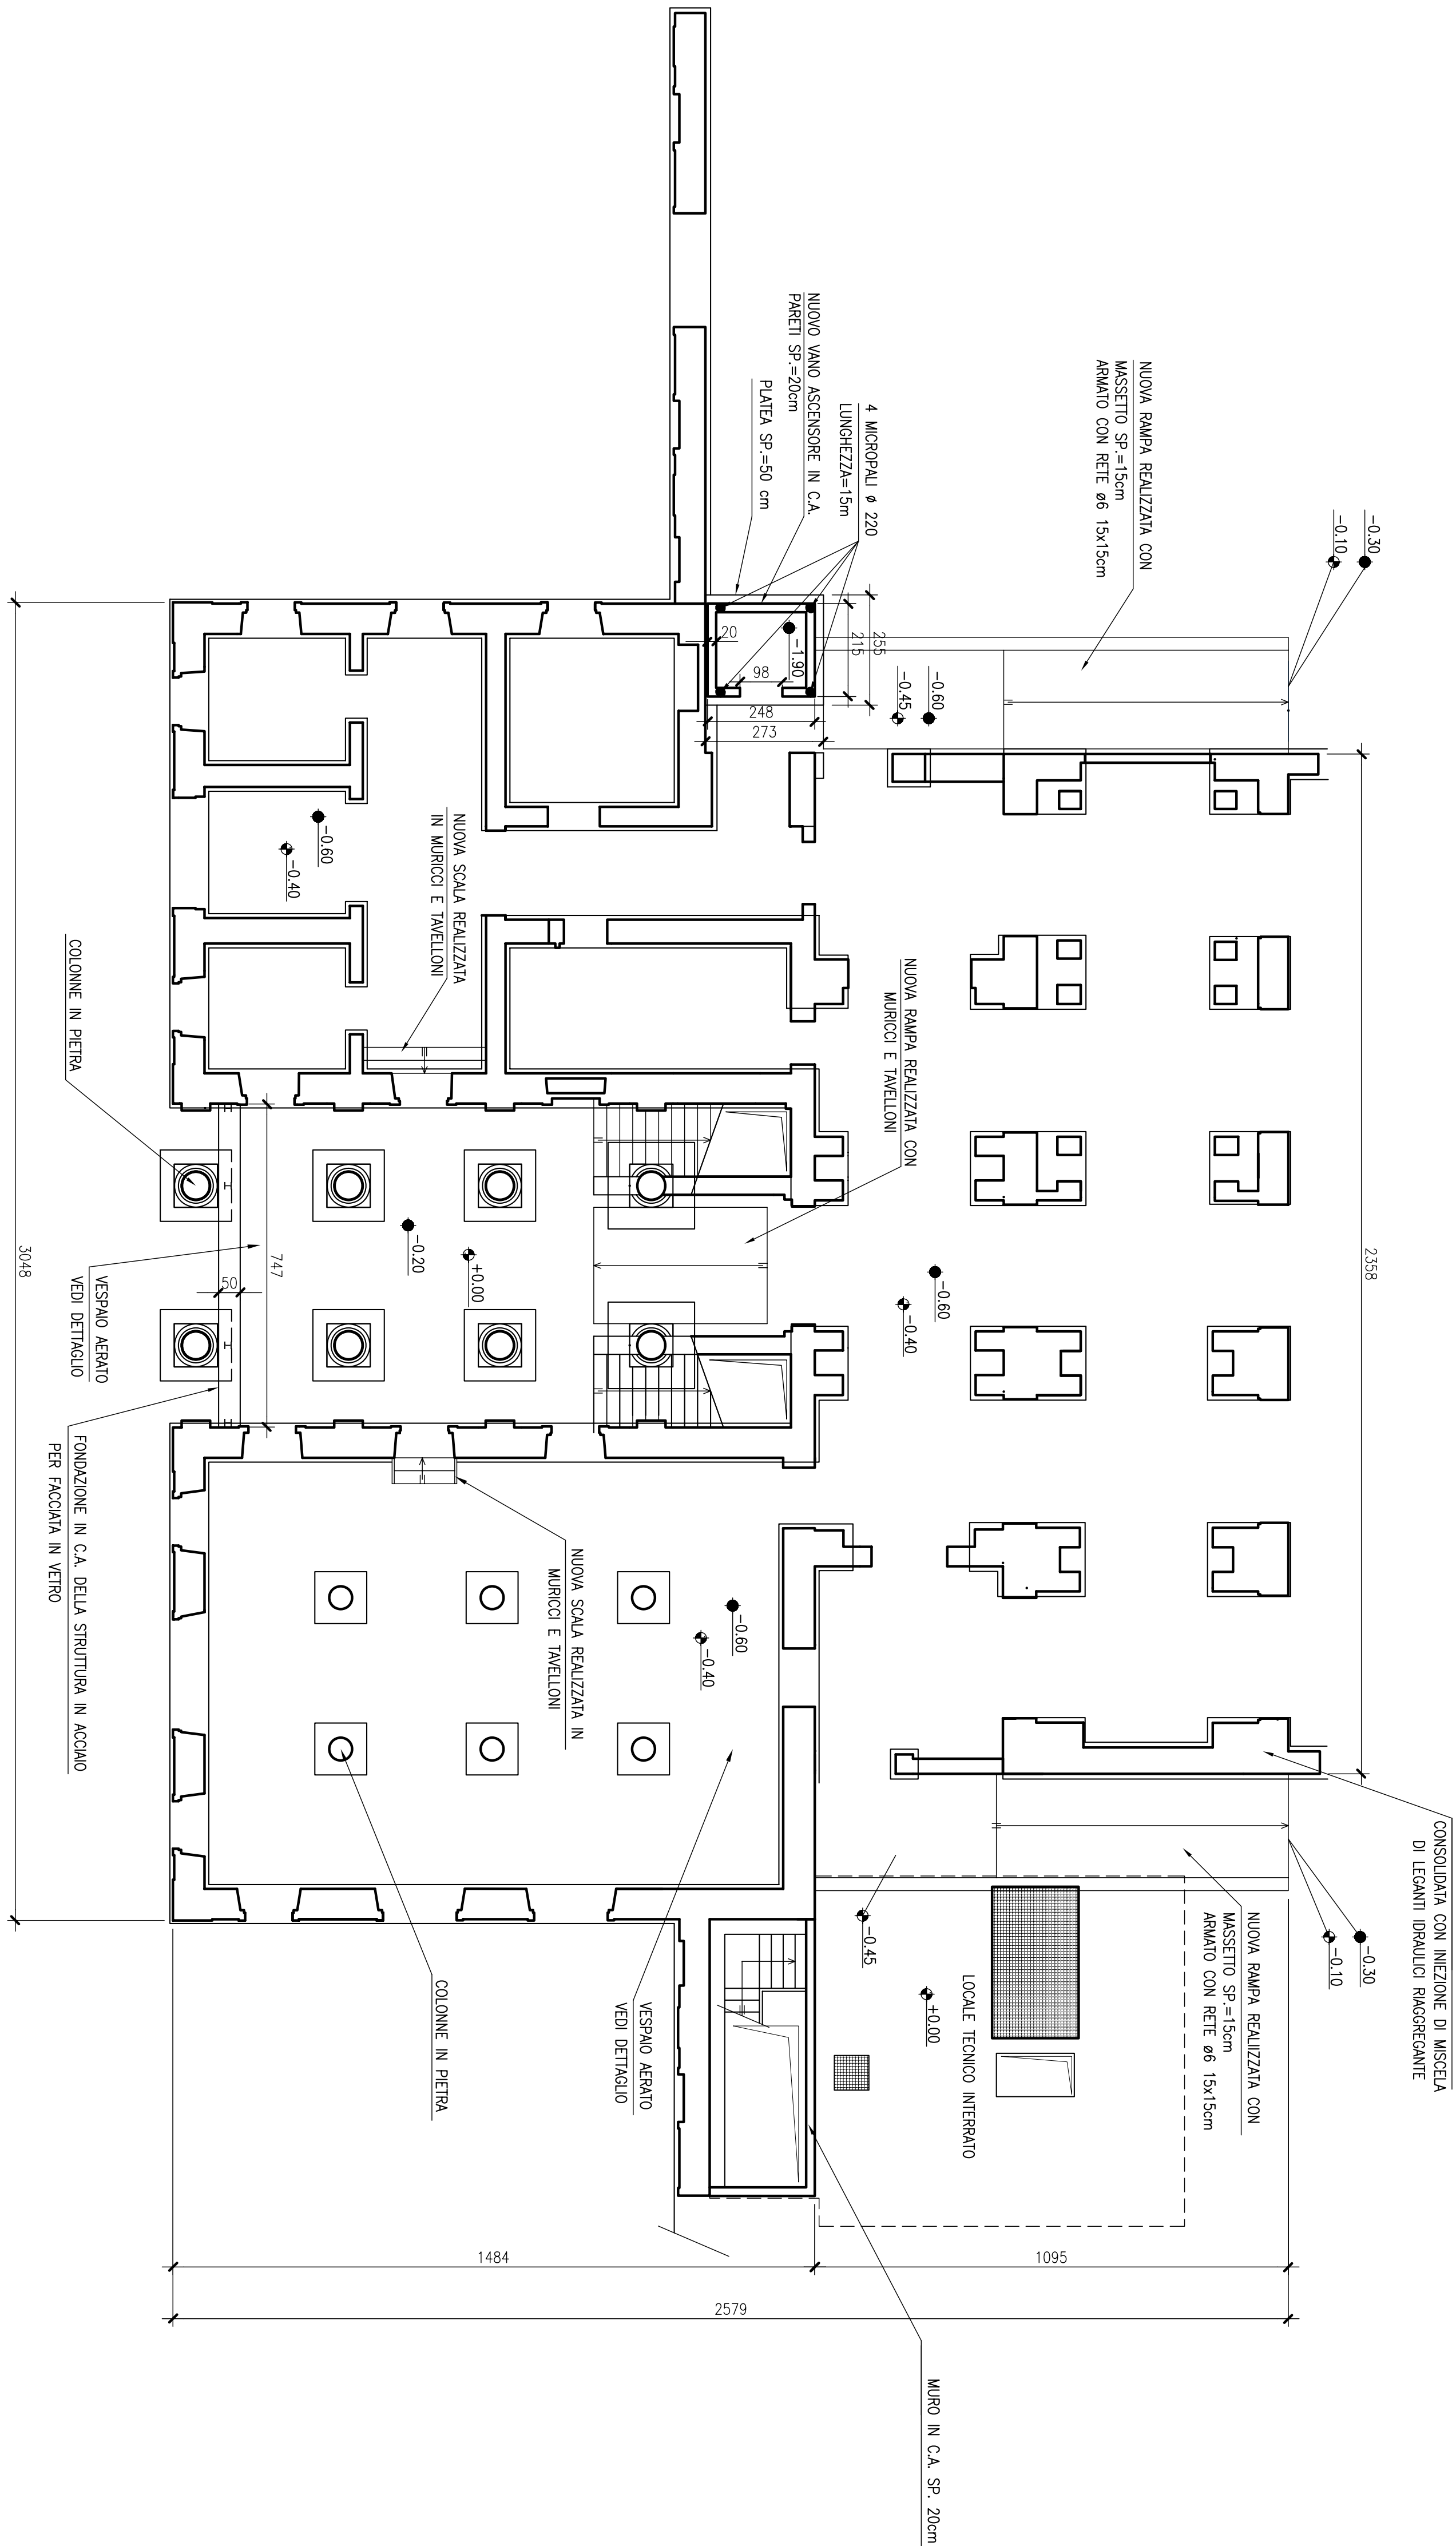 CONSOLIDATA CON INIEZIONE DI MISCELA
DI LEGANTI IDRAULICI RIAGGREGANTE
2358
-0.30
-0.10
-0.30
-0.10
NUOVA RAMPA REALIZZATA CON
MASSETTO SP.=15cm
ARMATO CON RETE ø6 15x15cm
NUOVA RAMPA REALIIZZATA CON
MASSETTO SP.=15cm
ARMATO CON RETE ø6 15x15cm
LOCALE TECNICO INTERRATO
+0.00
-0.45
-0.60
-0.45
-0.60
-0.40
1095
MURO IN C.A. SP. 20cm
4 MICROPALI ø 220
LUNGHEZZA=15m
NUOVO VANO ASCENSORE IN C.A.
PARETI SP.=20cm
PLATEA SP.=50 cm
255
215
-1.90
20
98
248
273
NUOVA RAMPA REALIZZATA CON
MURICCI E TAVELLONI
-0.60
-0.40
1484
2579
VESPAIO AERATO
VEDI DETTAGLIO
NUOVA SCALA REALIZZATA IN
MURICCI E TAVELLONI
NUOVA SCALA REALIZZATA
IN MURICCI E TAVELLONI
+0.00
-0.20
COLONNE IN PIETRA
-0.60
-0.40
747
50
COLONNE IN PIETRA
VESPAIO AERATO
VEDI DETTAGLIO
FONDAZIONE IN C.A. DELLA STRUTTURA IN ACCIAIO
PER FACCIATA IN VETRO
3048